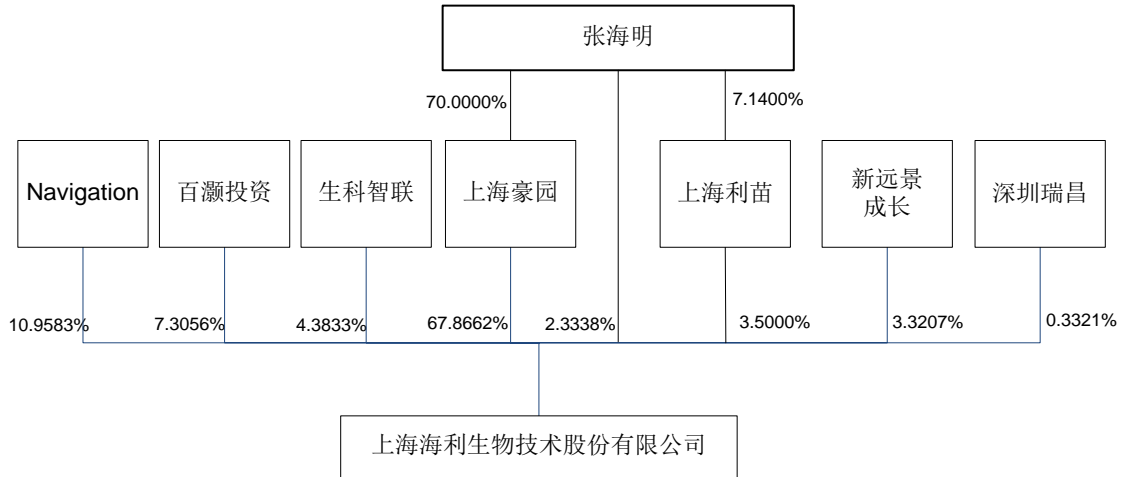 张海明
70.0000%
7.1400%
Navigation
百灏投资
生科智联
上海豪园
上海利苗
新远景
成长
深圳瑞昌
10.9583%
7.3056%
4.3833%
67.8662%
2.3338%
3.5000%
3.3207%
0.3321%
上海海利生物技术股份有限公司